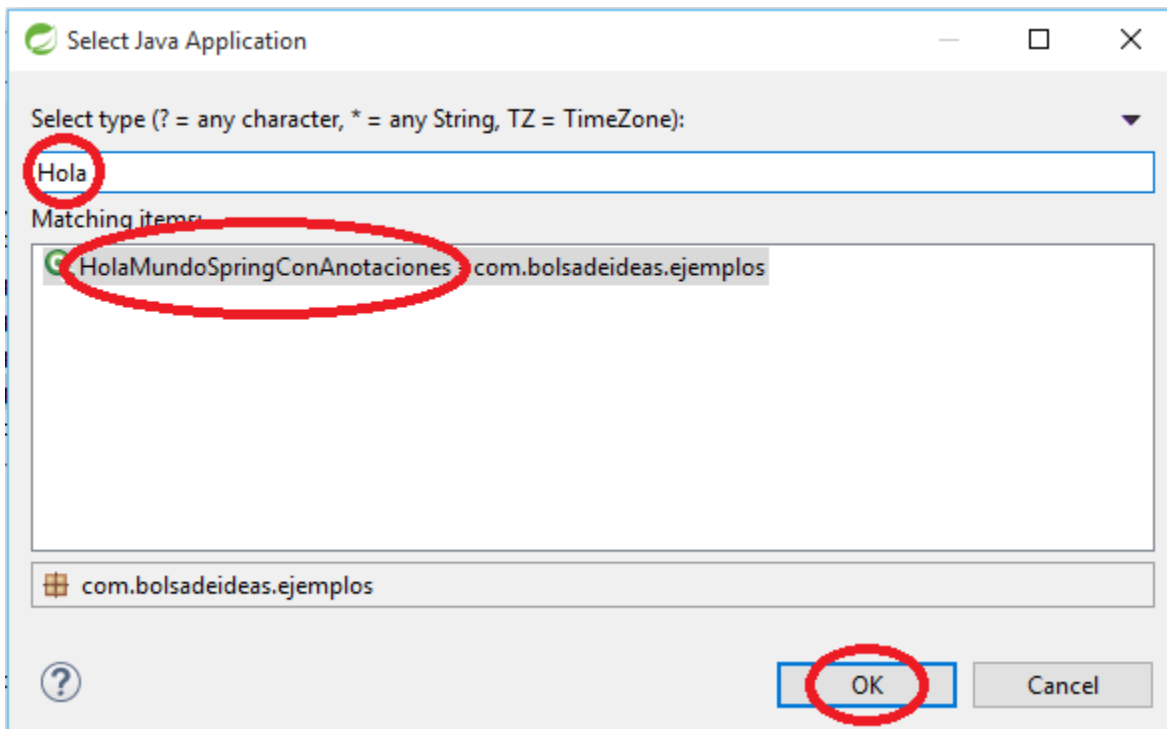 Select Java Application
Select type (? = any character, * = any String, TZ = TimeZone):
Hola
Matching items:
HolaMundoSpringConAnotaciones - com.bolsadeideas.ejemplos
com.bolsadeideas.ejemplos
OK Cancel